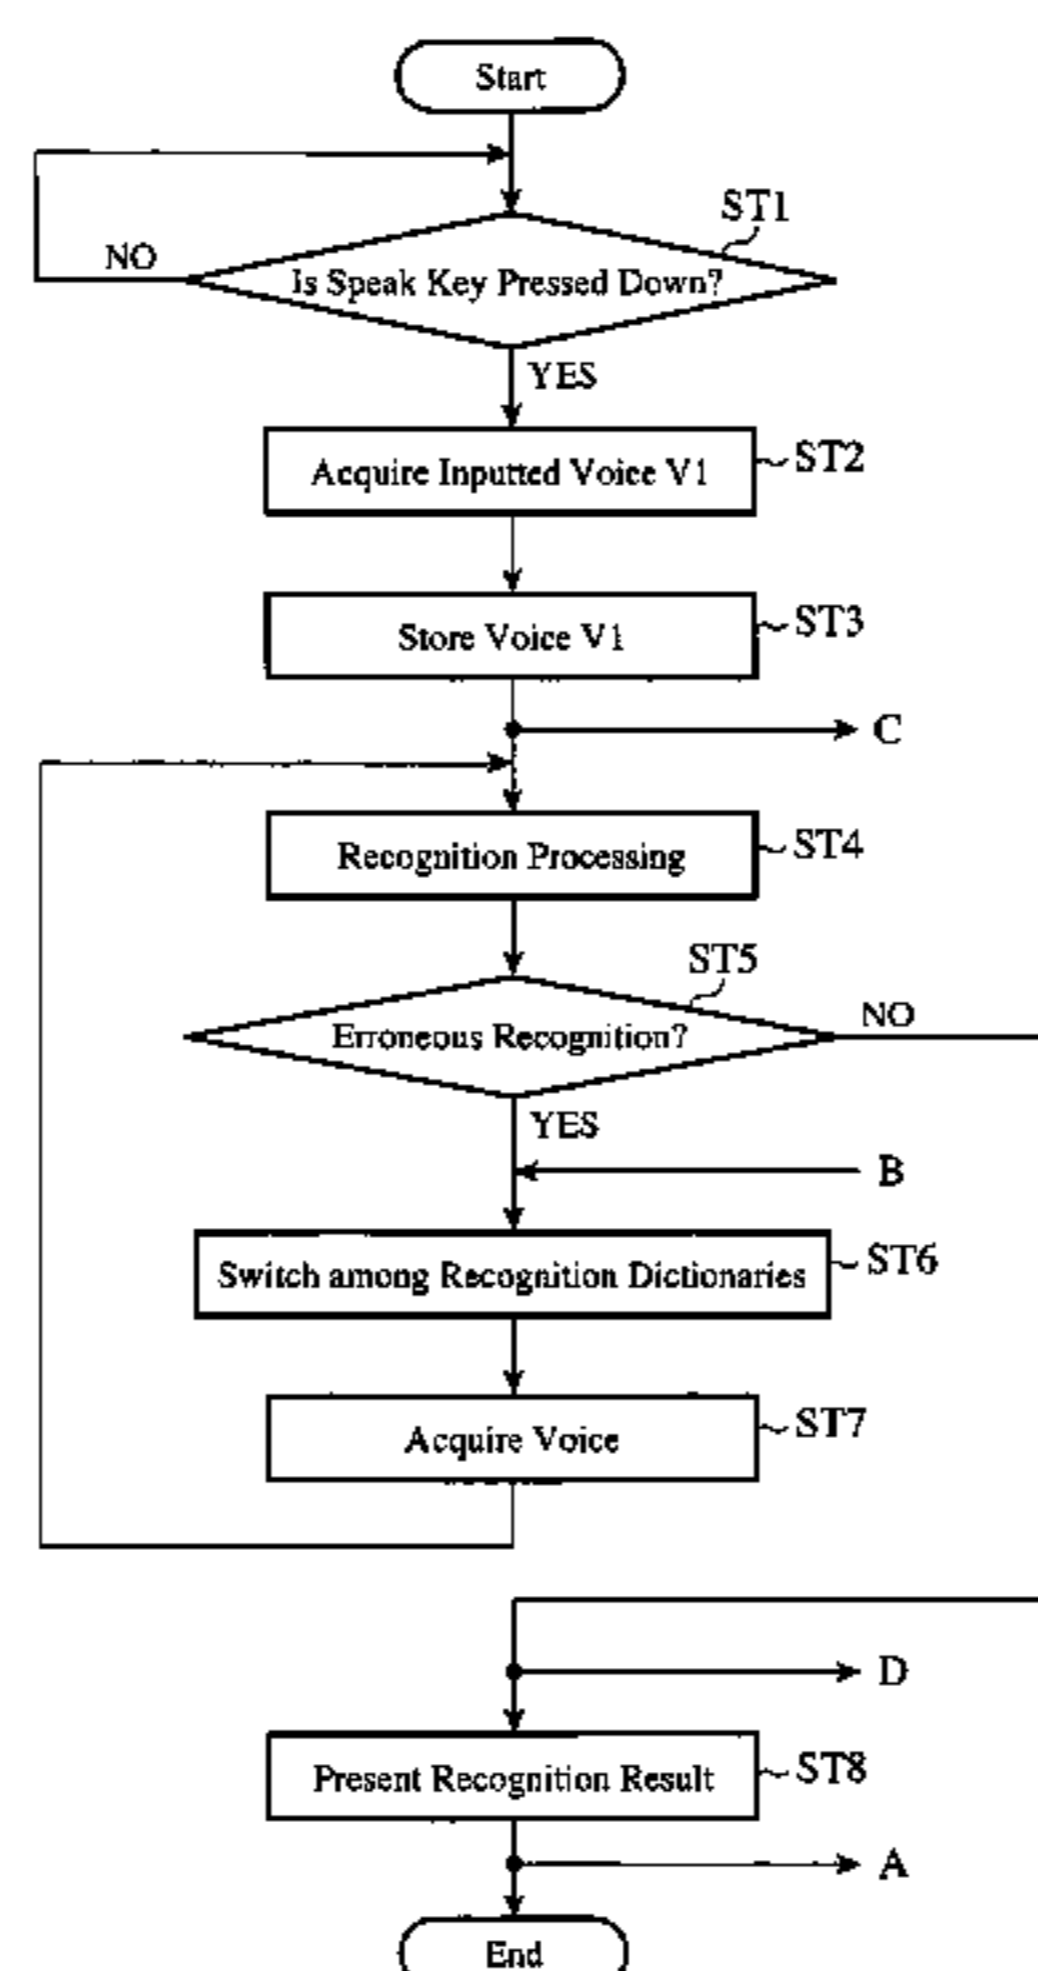 Start
ST1
NO
Is Speak Key Pressed Down?
YES
Acquire Inputted Voice V1
ST2
Store Voice V1
ST3
C
Recognition Processing
ST4
ST5
NO
Erroneous Recognition?
YES
B
Switch among Recognition Dictionaries
ST6
Acquire Voice
ST7
D
Present Recognition Result
ST8
A
End